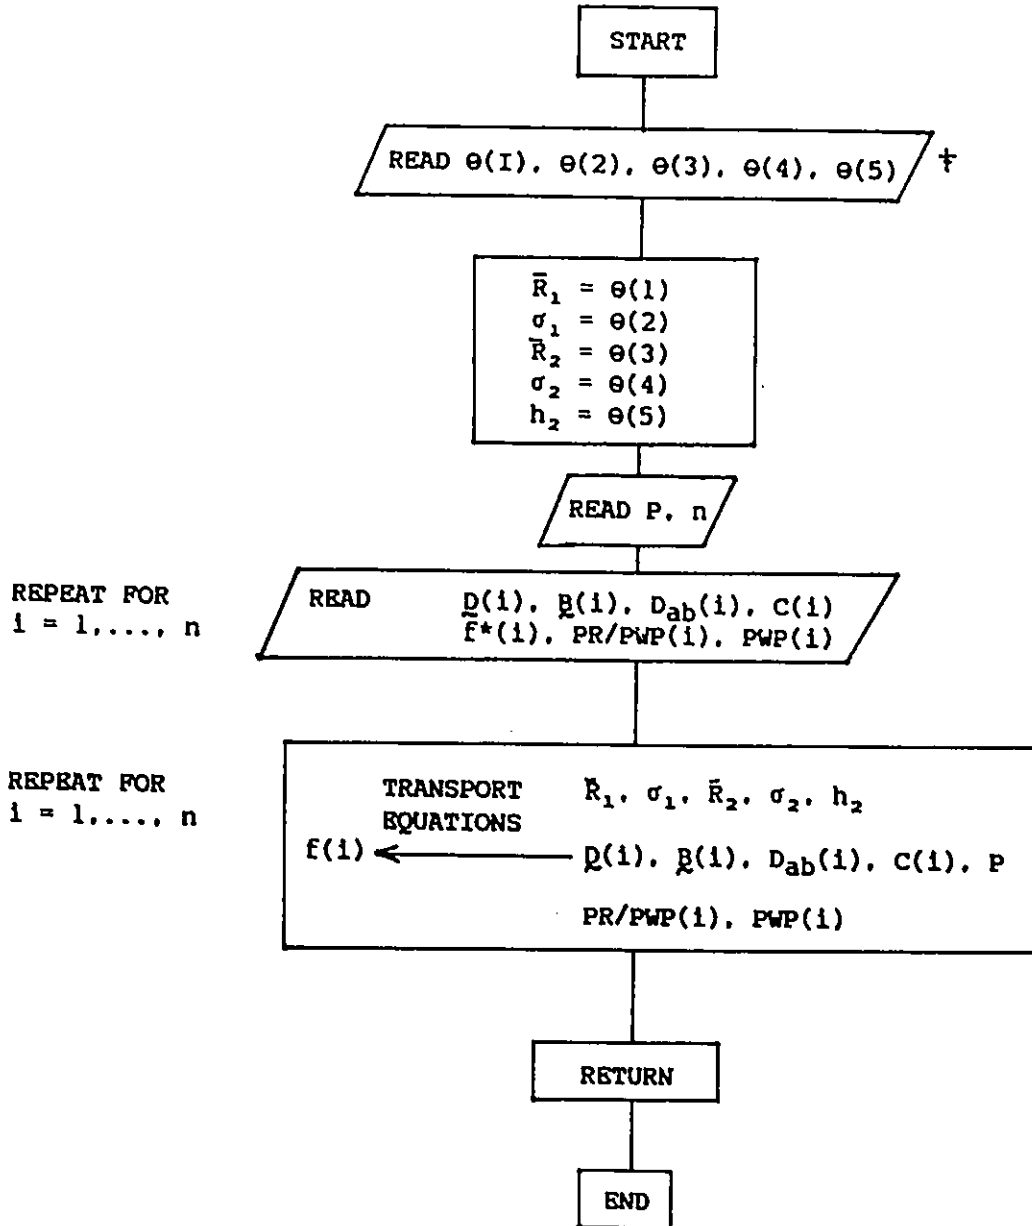 START
READ θ(I), θ(2), θ(3), θ(4), θ(5) †
R̄₁ = θ(1)
σ₁ = θ(2)
R̄₂ = θ(3)
σ₂ = θ(4)
h₂ = θ(5)
READ P, n
REPEAT FOR
i = 1,..., n
READ D̰(i), B̰(i), Dab(i), C(i)
f*(i), PR/PWP(i), PWP(i)
REPEAT FOR
i = 1,..., n
TRANSPORT R̄₁, σ₁, R̄₂, σ₂, h₂
EQUATIONS
f(i) ← D̰(i), B̰(i), Dab(i), C(i), P
PR/PWP(i), PWP(i)
RETURN
END